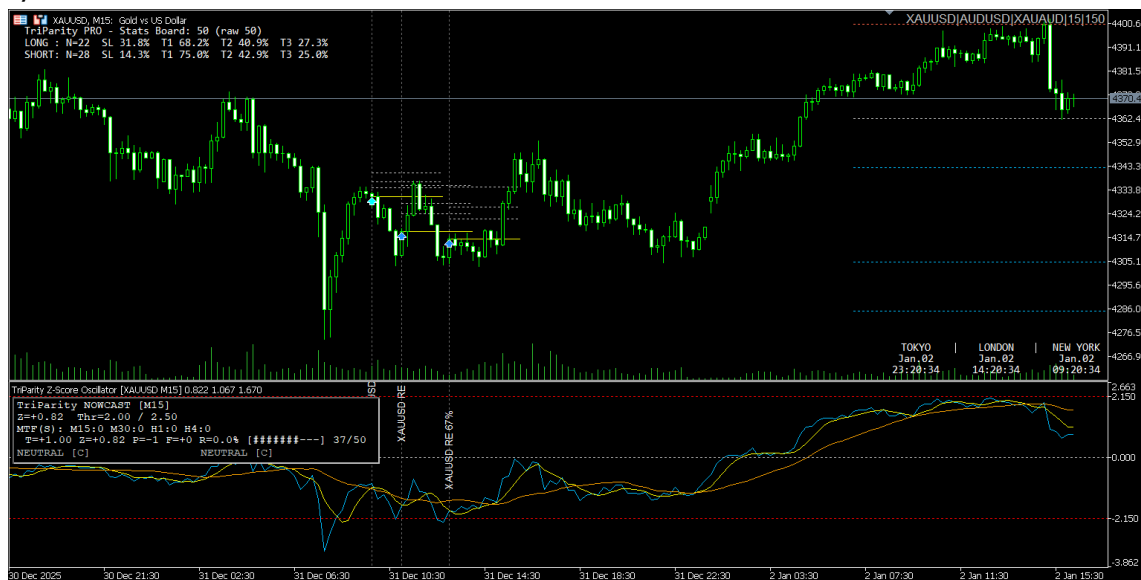 XAUUSD, M15: Gold vs US Dollar
XAUUSD|AUDUSD|XAUAUD|15|150
TriParity PRO - Stats Board: 50 (raw 50)
LONG : N=22 SL 31.8% T1 68.2% T2 40.9% T3 27.3%
SHORT: N=28 SL 14.3% T1 75.0% T2 42.9% T3 25.0%
4400.6
4391.1
4381.5
4370.4
4362.4
4352.9
4343.3
4333.8
4324.2
4314.7
4305.1
4295.6
4286.0
4276.5
4266.9
TOKYO | LONDON | NEW YORK
Jan.02 Jan.02 Jan.02
23:20:34 14:20:34 09:20:34
TriParity Z-Score Oscillator [XAUUSD M15] 0.822 1.067 1.670
TriParity NOWCAST [M15]
Z=+0.82 Thr=2.00 / 2.50
MTF(S): M15:0 M30:0 H1:0 H4:0
T=+1.00 Z=+0.82 P=-1 F=+0 R=0.0% [#######---] 37/50
NEUTRAL [C] NEUTRAL [C]
XAUUSD RE
XAUUSD RE 67%
2.663
2.150
0.000
-2.150
-3.862
30 Dec 2025
30 Dec 21:30
31 Dec 02:30
31 Dec 06:30
31 Dec 10:30
31 Dec 14:30
31 Dec 18:30
31 Dec 22:30
2 Jan 03:30
2 Jan 07:30
2 Jan 11:30
2 Jan 15:30